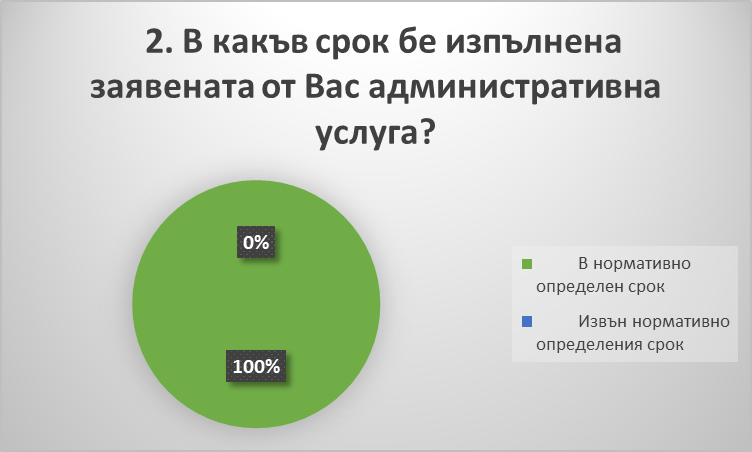 2. В какъв срок бе изпълнена
заявената от Вас административна
услуга?
0%
100%
В нормативно
определен срок
Извън нормативно
определения срок